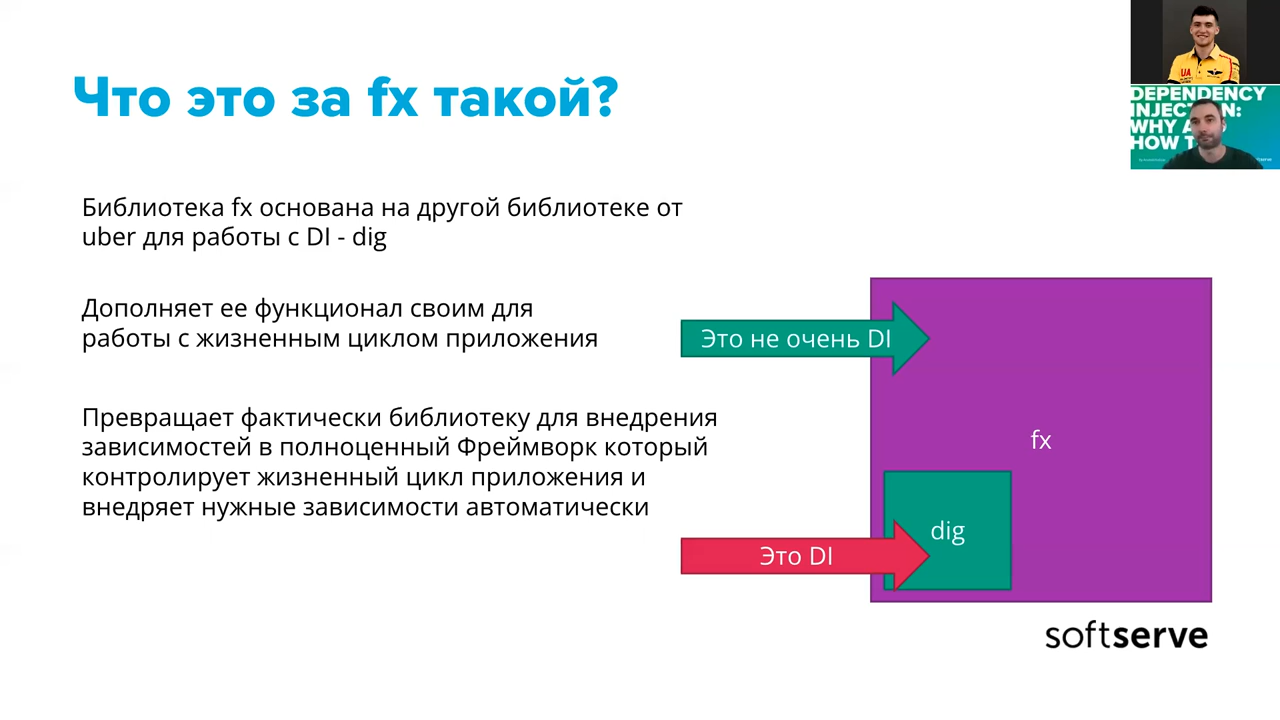 Что это за fx такой?
Библиотека fx основана на другой библиотеке от
uber для работы с DI - dig
Дополняет ее функционал своим для
работы с жизненным циклом приложения
Превращает фактически библиотеку для внедрения
зависимостей в полноценный Фреймворк который
контролирует жизненный цикл приложения и
внедряет нужные зависимости автоматически
Это не очень DI
fx
dig
Это DI
softserve
UA
DEPENDENCY
WHY
HOW